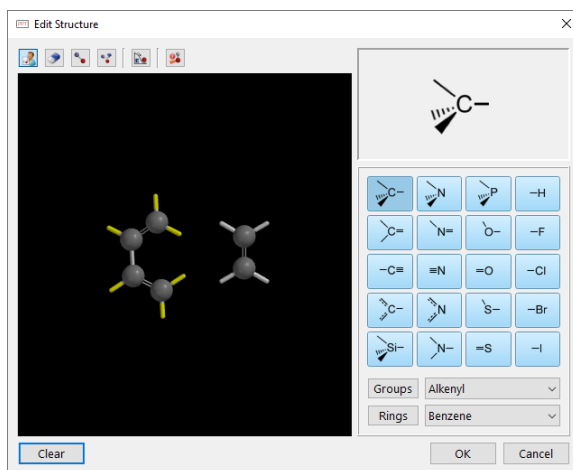 Edit Structure
C
C N P -H
C= N= O- -F
-C≡ ≡N =O -Cl
C- N S- -Br
Si- N- =S -I
Groups Alkenyl
Rings Benzene
Clear OK Cancel